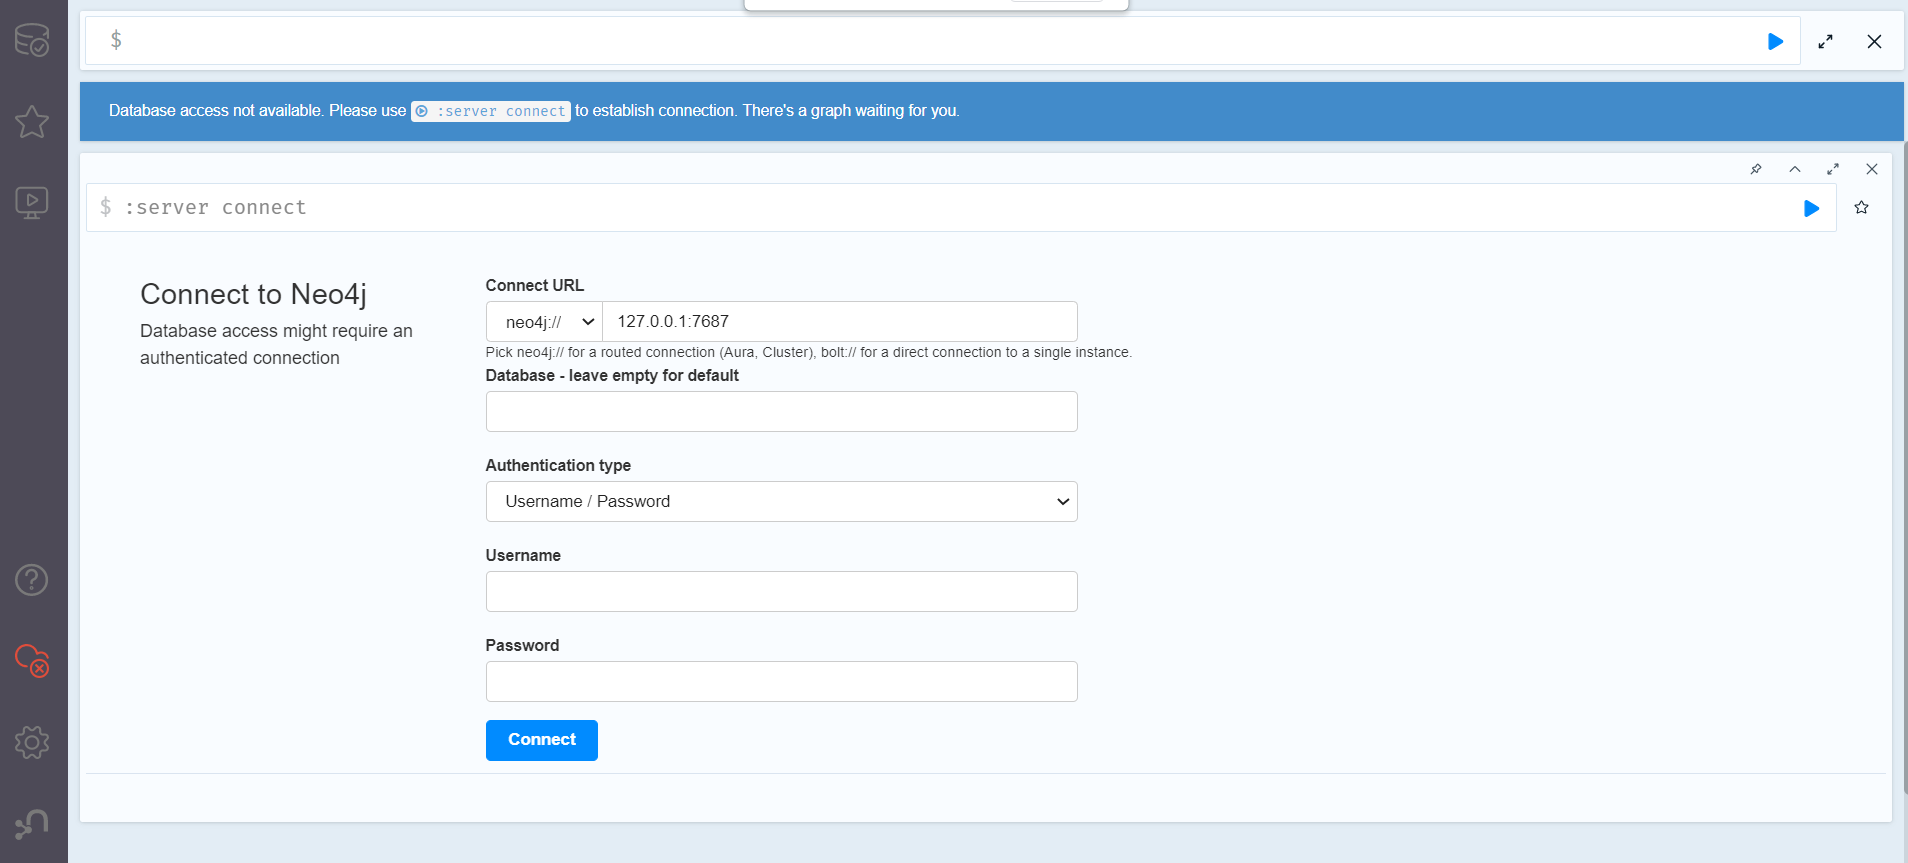 $
Database access not available. Please use :server connect to establish connection. There's a graph waiting for you.
$ :server connect
Connect to Neo4j
Database access might require an
authenticated connection
Connect URL
neo4j://
127.0.0.1:7687
Pick neo4j:// for a routed connection (Aura, Cluster), bolt:// for a direct connection to a single instance.
Database - leave empty for default
Authentication type
Username / Password
Username
Password
Connect